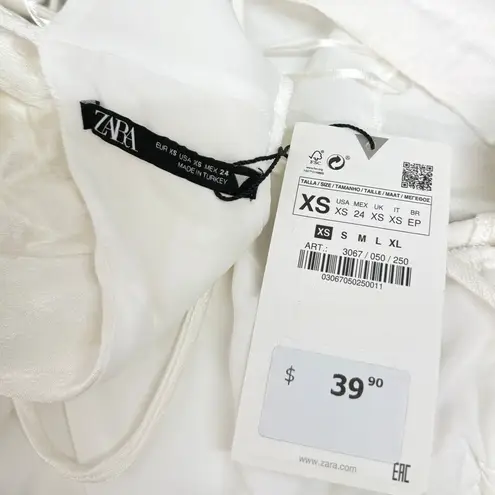 ZARA
EUR XS USA XS MEX 24
MADE IN TURKEY
FSC
TALLA / SIZE / TAMANHO / TAILLE / MAAT / ΜΕΓΕΘΟΣ
XS
USA MEX UK IT BR
XS 24 XS XS EP
XS S M L XL
ART.: 3067 / 050 / 250
03067050250011
$ 39 90
www.zara.com
EAC